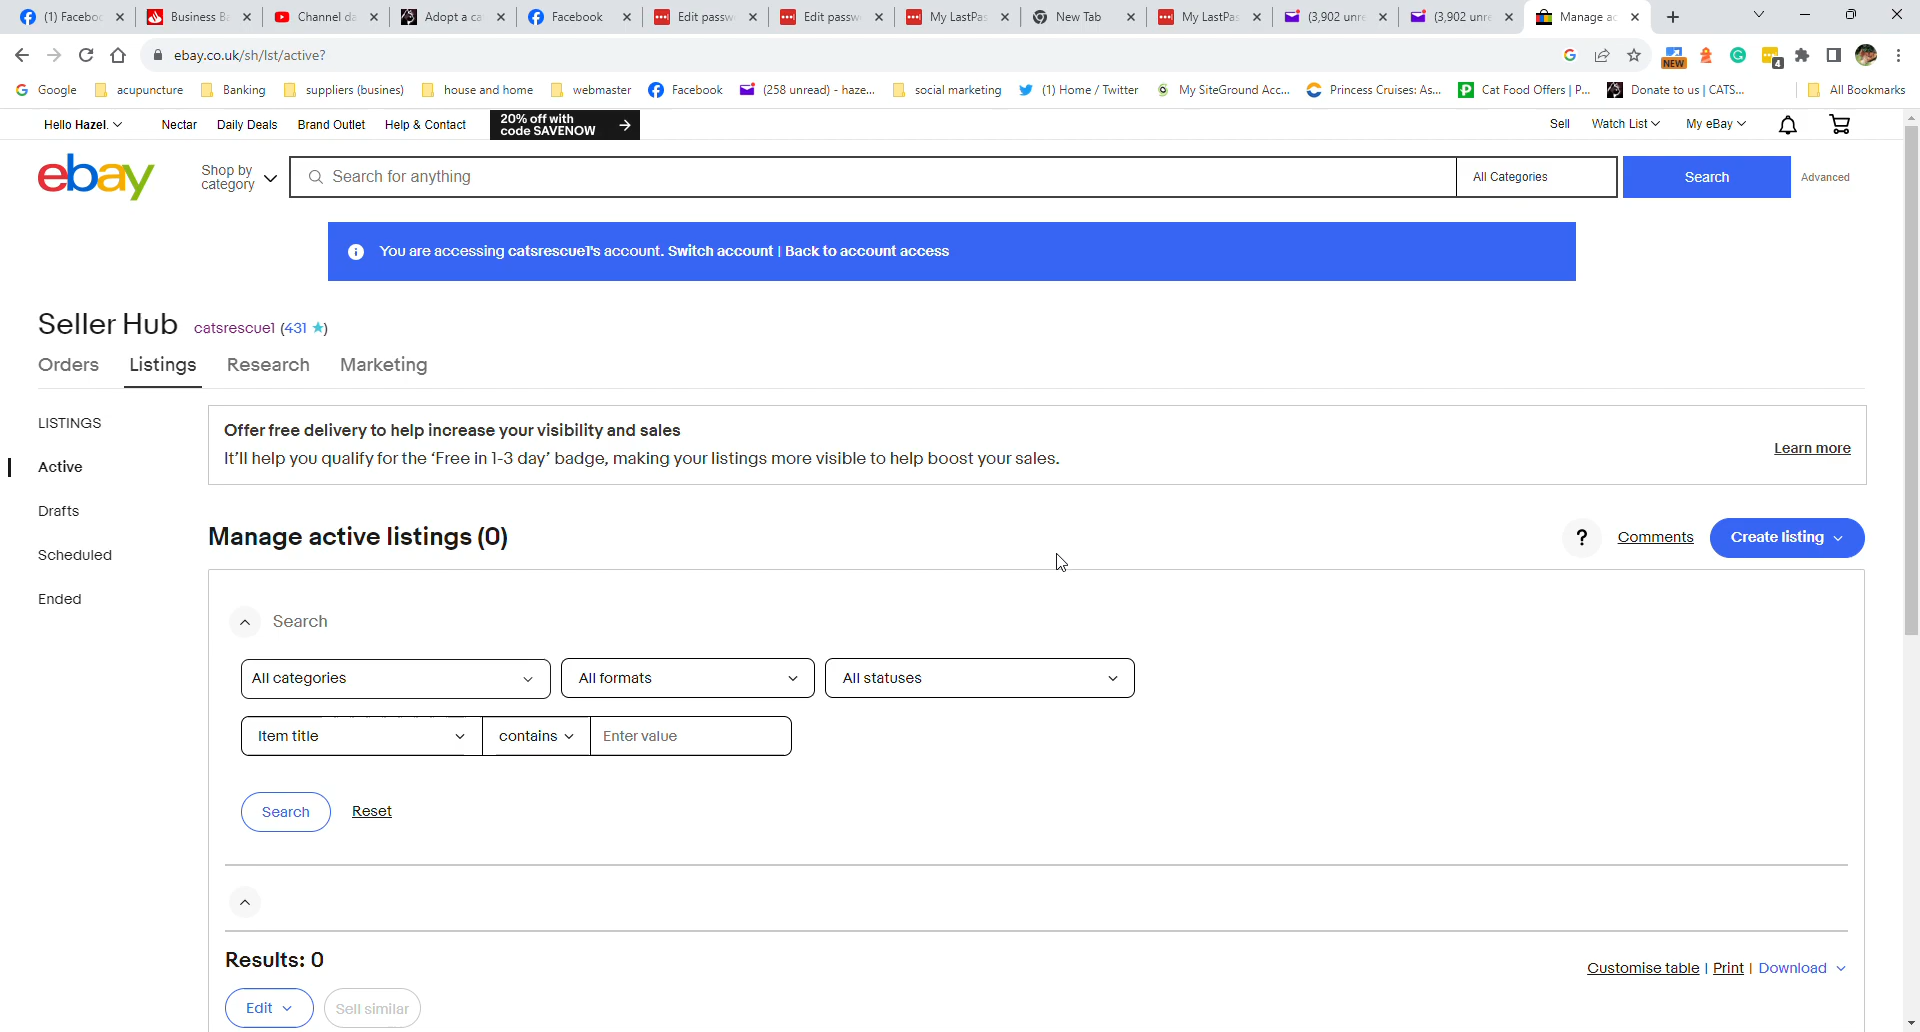 (1) Faceboo
Business Ba
Channel da
Adopt a ca
Facebook
Edit passw
Edit passw
My LastPas
New Tab
My LastPas
(3,902 unre
(3,902 unre
Manage ac
ebay.co.uk/sh/lst/active?
NEW
4
Google
acupuncture
Banking
suppliers (busines)
house and home
webmaster
Facebook
(258 unread) - haze...
social marketing
(1) Home / Twitter
My SiteGround Acc...
Princess Cruises: As...
Cat Food Offers | P...
Donate to us | CATS...
All Bookmarks
Hello Hazel.
Nectar
Daily Deals
Brand Outlet
Help & Contact
20% off with
code SAVENOW
Sell
Watch List
My eBay
ebay
Shop by
category
Search for anything
All Categories
Search
Advanced
You are accessing catsrescue1's account. Switch account | Back to account access
Seller Hub catsrescue1 (431)
Orders Listings Research Marketing
LISTINGS
Active
Drafts
Scheduled
Ended
Offer free delivery to help increase your visibility and sales
It'll help you qualify for the 'Free in 1-3 day' badge, making your listings more visible to help boost your sales.
Learn more
Manage active listings (0)
?
Comments
Create listing
Search
All categories
All formats
All statuses
Item title
contains
Enter value
Search
Reset
Results: 0
Customise table | Print | Download
Edit
Sell similar